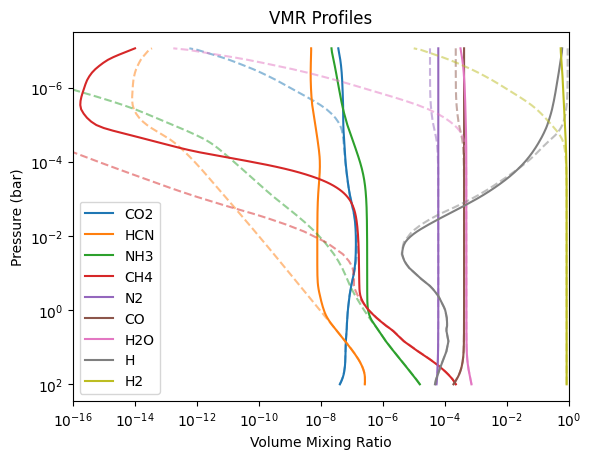 VMR Profiles
Pressure (bar)
10⁻⁶
10⁻⁴
10⁻²
10⁰
10²
CO2
HCN
NH3
CH4
N2
CO
H2O
H
H2
10⁻¹⁶ 10⁻¹⁴ 10⁻¹² 10⁻¹⁰ 10⁻⁸ 10⁻⁶ 10⁻⁴ 10⁻² 10⁰
Volume Mixing Ratio